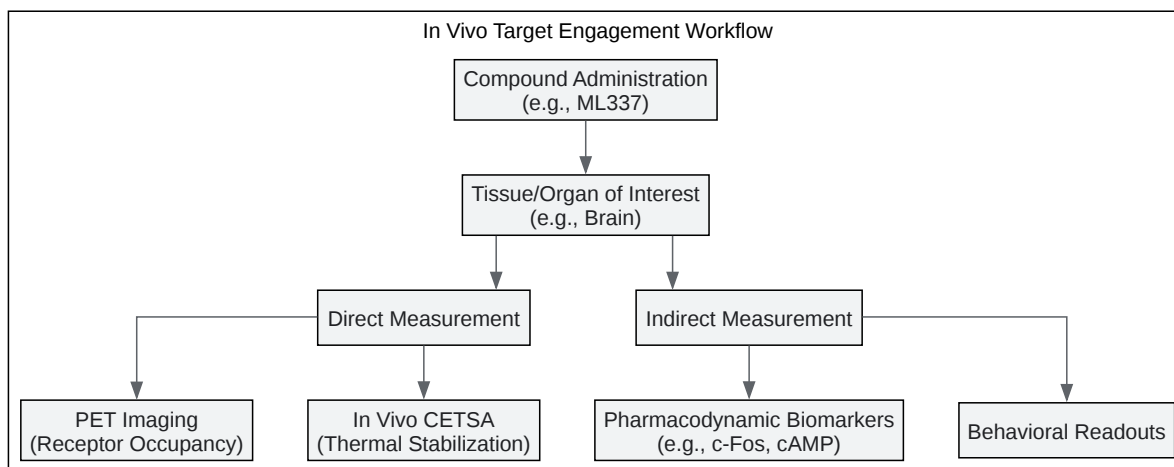 In Vivo Target Engagement Workflow
Compound Administration
(e.g., ML337)
Tissue/Organ of Interest
(e.g., Brain)
Direct Measurement
Indirect Measurement
PET Imaging
(Receptor Occupancy)
In Vivo CETSA
(Thermal Stabilization)
Pharmacodynamic Biomarkers
(e.g., c-Fos, cAMP)
Behavioral Readouts